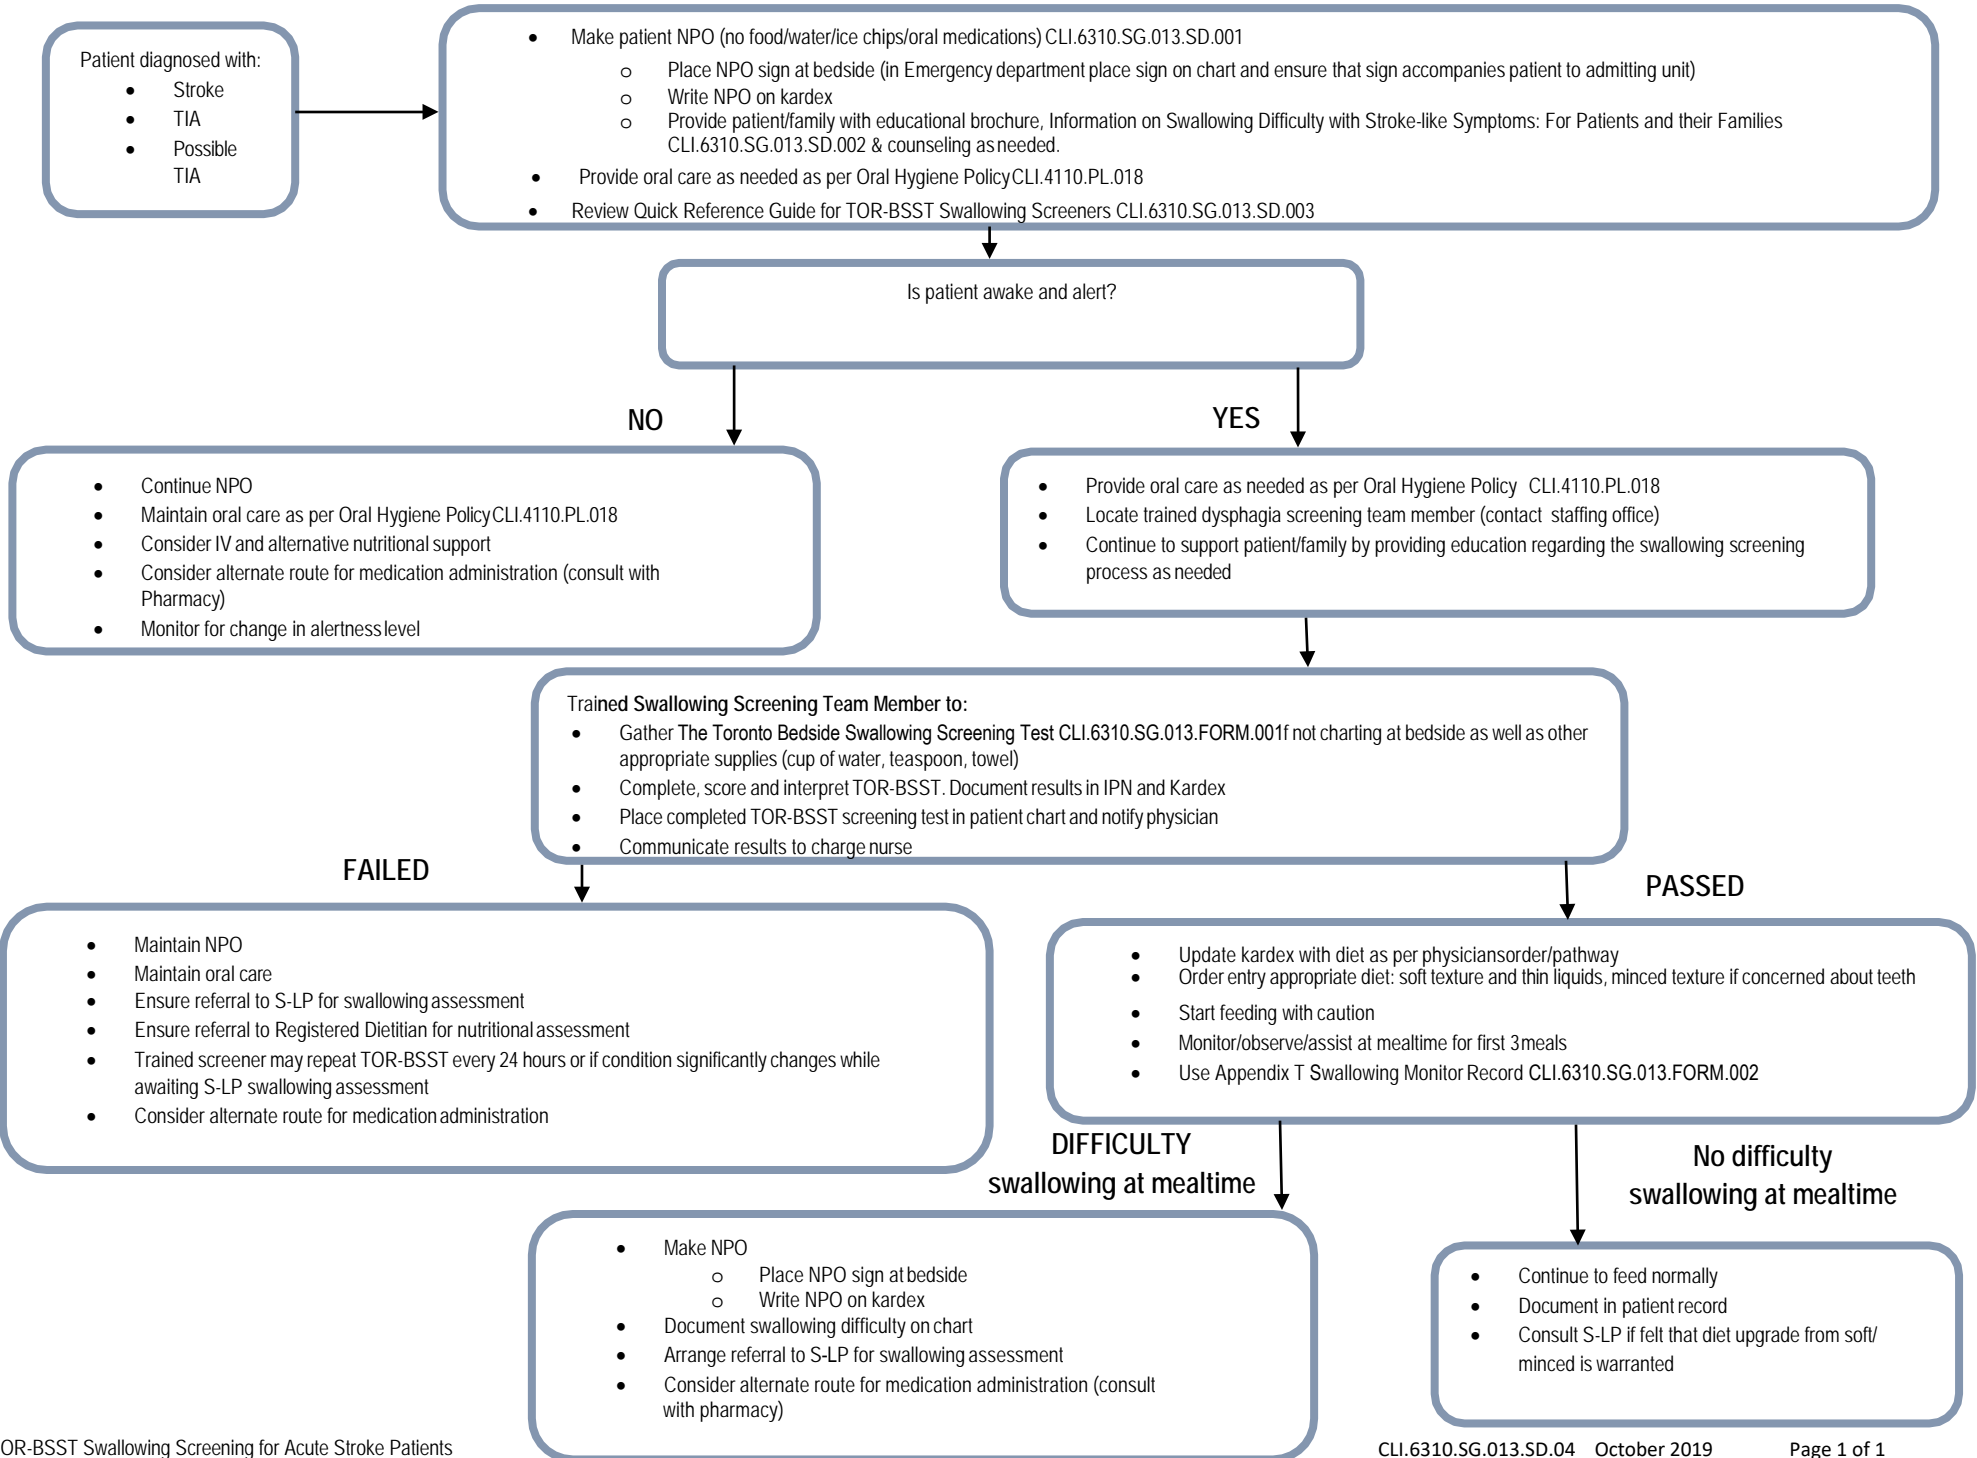 Patient diagnosed with:
• Stroke
• TIA
• Possible
TIA
• Make patient NPO (no food/water/ice chips/oral medications) CLI.6310.SG.013.SD.001
o Place NPO sign at bedside (in Emergency department place sign on chart and ensure that sign accompanies patient to admitting unit)
o Write NPO on kardex
o Provide patient/family with educational brochure, Information on Swallowing Difficulty with Stroke-like Symptoms: For Patients and their Families
CLI.6310.SG.013.SD.002 & counseling as needed.
• Provide oral care as needed as per Oral Hygiene Policy CLI.4110.PL.018
• Review Quick Reference Guide for TOR-BSST Swallowing Screeners CLI.6310.SG.013.SD.003
Is patient awake and alert?
NO
YES
• Continue NPO
• Maintain oral care as per Oral Hygiene Policy CLI.4110.PL.018
• Consider IV and alternative nutritional support
• Consider alternate route for medication administration (consult with
Pharmacy)
• Monitor for change in alertness level
• Provide oral care as needed as per Oral Hygiene Policy CLI.4110.PL.018
• Locate trained dysphagia screening team member (contact staffing office)
• Continue to support patient/family by providing education regarding the swallowing screening
process as needed
Trained Swallowing Screening Team Member to:
• Gather The Toronto Bedside Swallowing Screening Test CLI.6310.SG.013.FORM.001f not charting at bedside as well as other
appropriate supplies (cup of water, teaspoon, towel)
• Complete, score and interpret TOR-BSST. Document results in IPN and Kardex
• Place completed TOR-BSST screening test in patient chart and notify physician
• Communicate results to charge nurse
FAILED
PASSED
• Maintain NPO
• Maintain oral care
• Ensure referral to S-LP for swallowing assessment
• Ensure referral to Registered Dietitian for nutritional assessment
• Trained screener may repeat TOR-BSST every 24 hours or if condition significantly changes while
awaiting S-LP swallowing assessment
• Consider alternate route for medication administration
• Update kardex with diet as per physiciansorder/pathway
• Order entry appropriate diet: soft texture and thin liquids, minced texture if concerned about teeth
• Start feeding with caution
• Monitor/observe/assist at mealtime for first 3 meals
• Use Appendix T Swallowing Monitor Record CLI.6310.SG.013.FORM.002
DIFFICULTY
swallowing at mealtime
No difficulty
swallowing at mealtime
• Make NPO
o Place NPO sign at bedside
o Write NPO on kardex
• Document swallowing difficulty on chart
• Arrange referral to S-LP for swallowing assessment
• Consider alternate route for medication administration (consult
with pharmacy)
• Continue to feed normally
• Document in patient record
• Consult S-LP if felt that diet upgrade from soft/
minced is warranted
OR-BSST Swallowing Screening for Acute Stroke Patients
CLI.6310.SG.013.SD.04 October 2019 Page 1 of 1